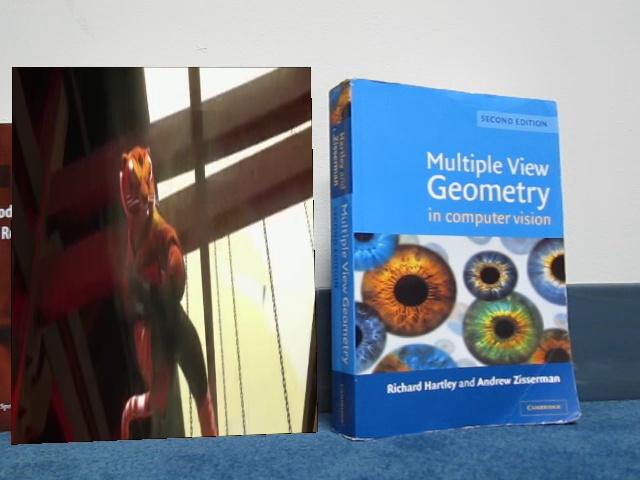 SECOND EDITION
Multiple View
Geometry
in computer vision
Richard Hartley and Andrew Zisserman
CAMBRIDGE
Hartley and
Zisserman
Multiple View Geometry